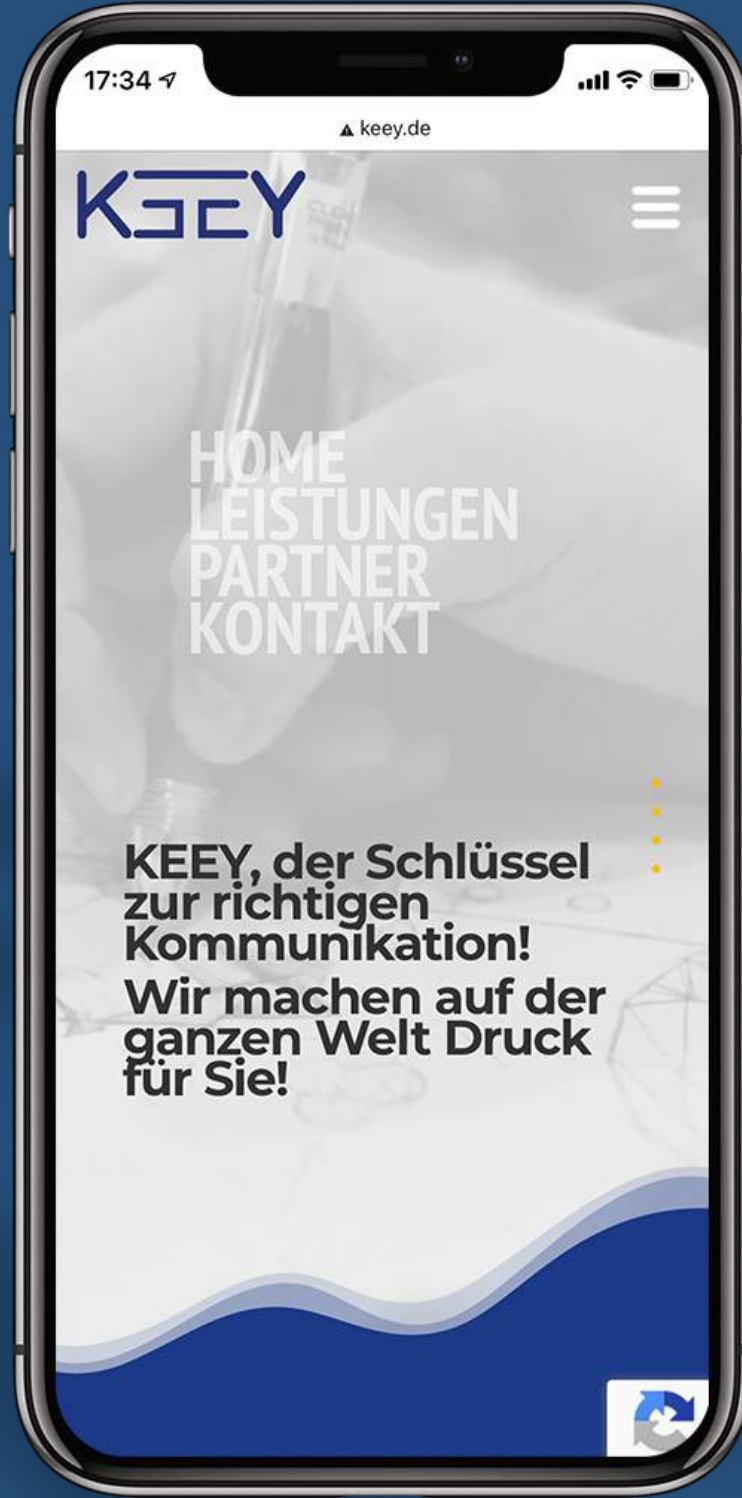 17:34
keey.de
KEEY
HOME
LEISTUNGEN
PARTNER
KONTAKT
KEEY, der Schlüssel
zur richtigen
Kommunikation!
Wir machen auf der
ganzen Welt Druck
für Sie!